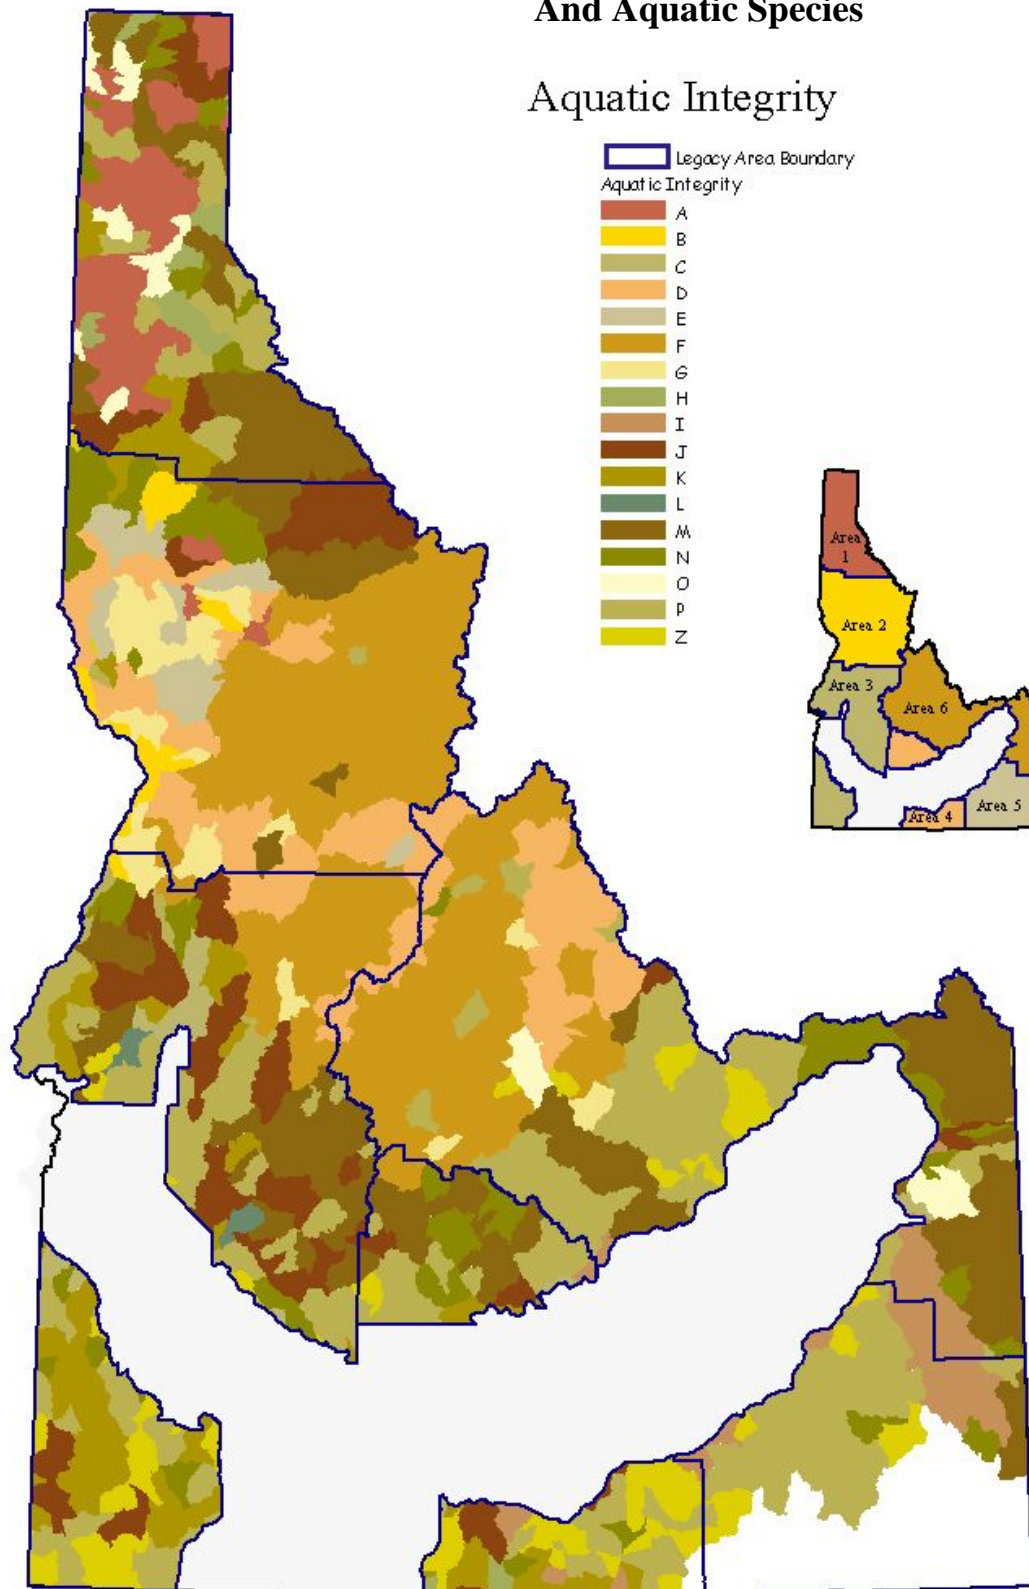 And Aquatic Species
Aquatic Integrity
Legacy Area Boundary
Aquatic Integrity
A
B
C
D
E
F
G
H
I
J
K
L
M
N
O
P
Z
Area
1
Area 2
Area 3
Area 6
Area 5
Area 4